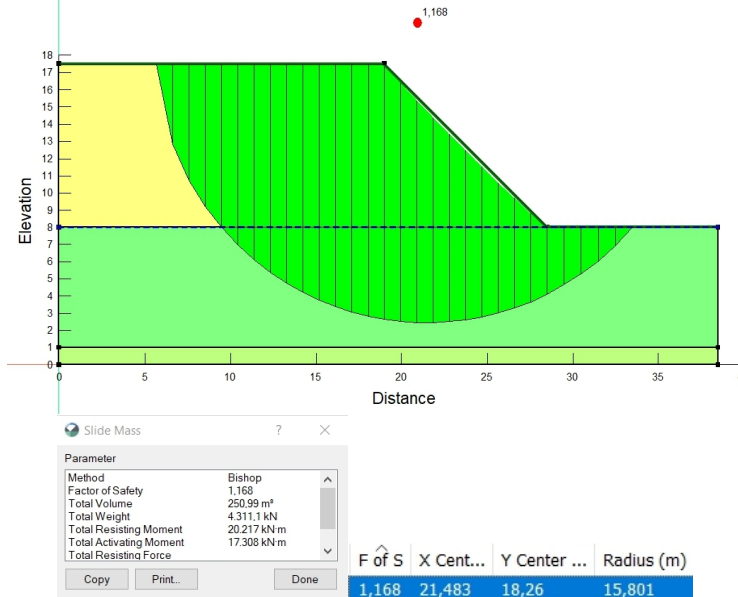 1,168
18
17
16
15
14
13
12
11
10
9
8
7
6
5
4
3
2
1
0
Elevation
0 5 10 15 20 25 30 35
Distance
Slide Mass ? ×
Parameter
Method Bishop
Factor of Safety 1,168
Total Volume 250,99 m³
Total Weight 4.311,1 kN
Total Resisting Moment 20.217 kN·m
Total Activating Moment 17.308 kN·m
Total Resisting Force
Copy Print... Done
F of S X Cent... Y Center ... Radius (m)
1,168 21,483 18,26 15,801